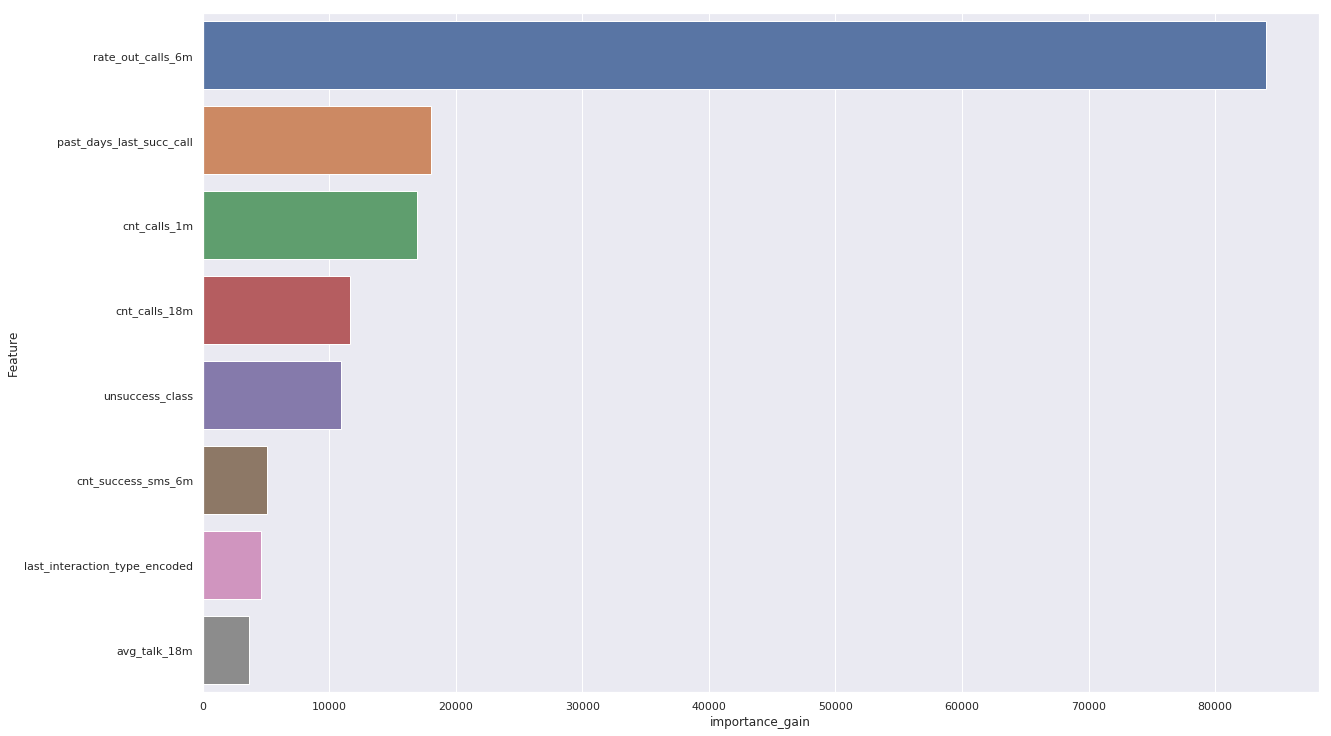 Feature
rate_out_calls_6m
past_days_last_succ_call
cnt_calls_1m
cnt_calls_18m
unsuccess_class
cnt_success_sms_6m
last_interaction_type_encoded
avg_talk_18m
0 10000 20000 30000 40000 50000 60000 70000 80000
importance_gain